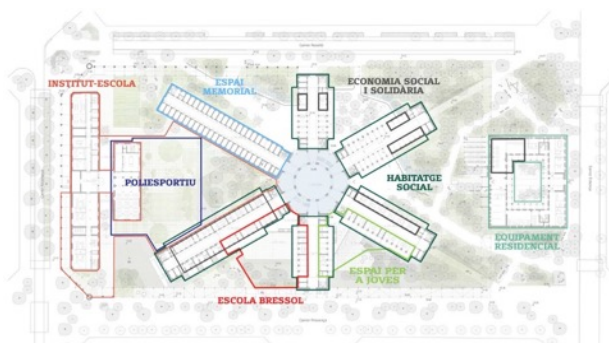 INSTITUT-ESCOLA
ESPAI
MEMORIAL
ECONOMIA SOCIAL
I SOLIDÀRIA
POLIESPORTIU
HABITATGE
SOCIAL
EQUIPAMENT
RESIDENCIAL
ESPAI PER
A JOVES
ESCOLA BRESSOL